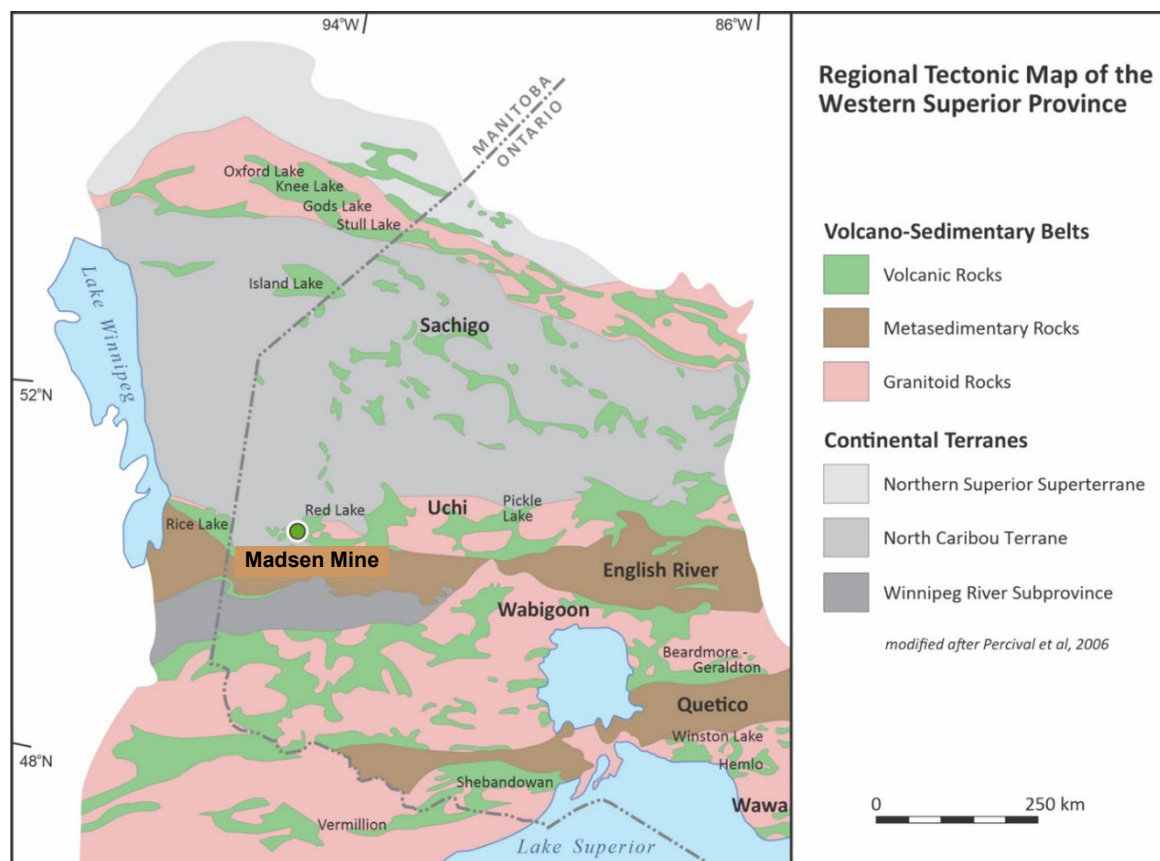 94°W
86°W
Regional Tectonic Map of the
Western Superior Province
MANITOBA
ONTARIO
Oxford Lake
Knee Lake
Gods Lake
Stull Lake
Volcano-Sedimentary Belts
Volcanic Rocks
Lake Winnipeg
Island Lake
Sachigo
Metasedimentary Rocks
Granitoid Rocks
52°N
Continental Terranes
Northern Superior Superterrane
Red Lake
Uchi
Pickle
Lake
Rice Lake
North Caribou Terrane
Madsen Mine
English River
Winnipeg River Subprovince
Wabigoon
modified after Percival et al, 2006
Beardmore -
Geraldton
Quetico
Winston Lake
48°N
Hemlo
Shebandowan
Wawa
0
250 km
Vermillion
Lake Superior